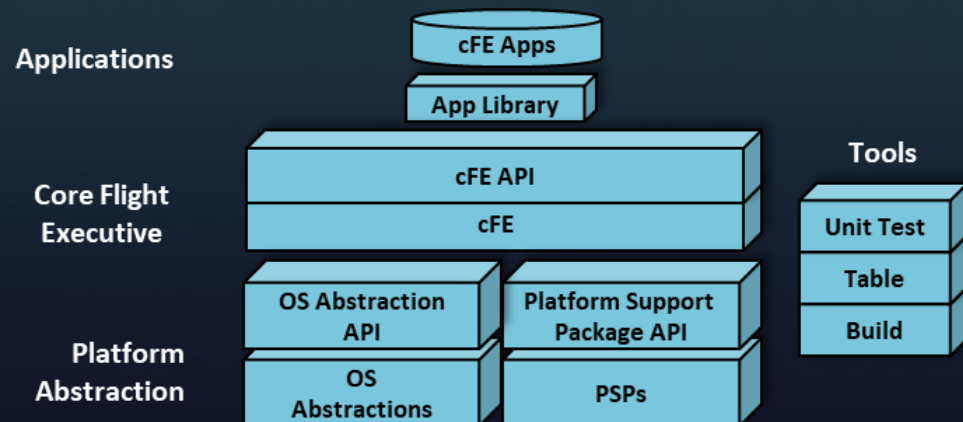 Applications
cFE Apps
App Library
Core Flight
Executive
cFE API
cFE
Tools
Unit Test
Table
Build
Platform
Abstraction
OS Abstraction
API
Platform Support
Package API
OS
Abstractions
PSPs